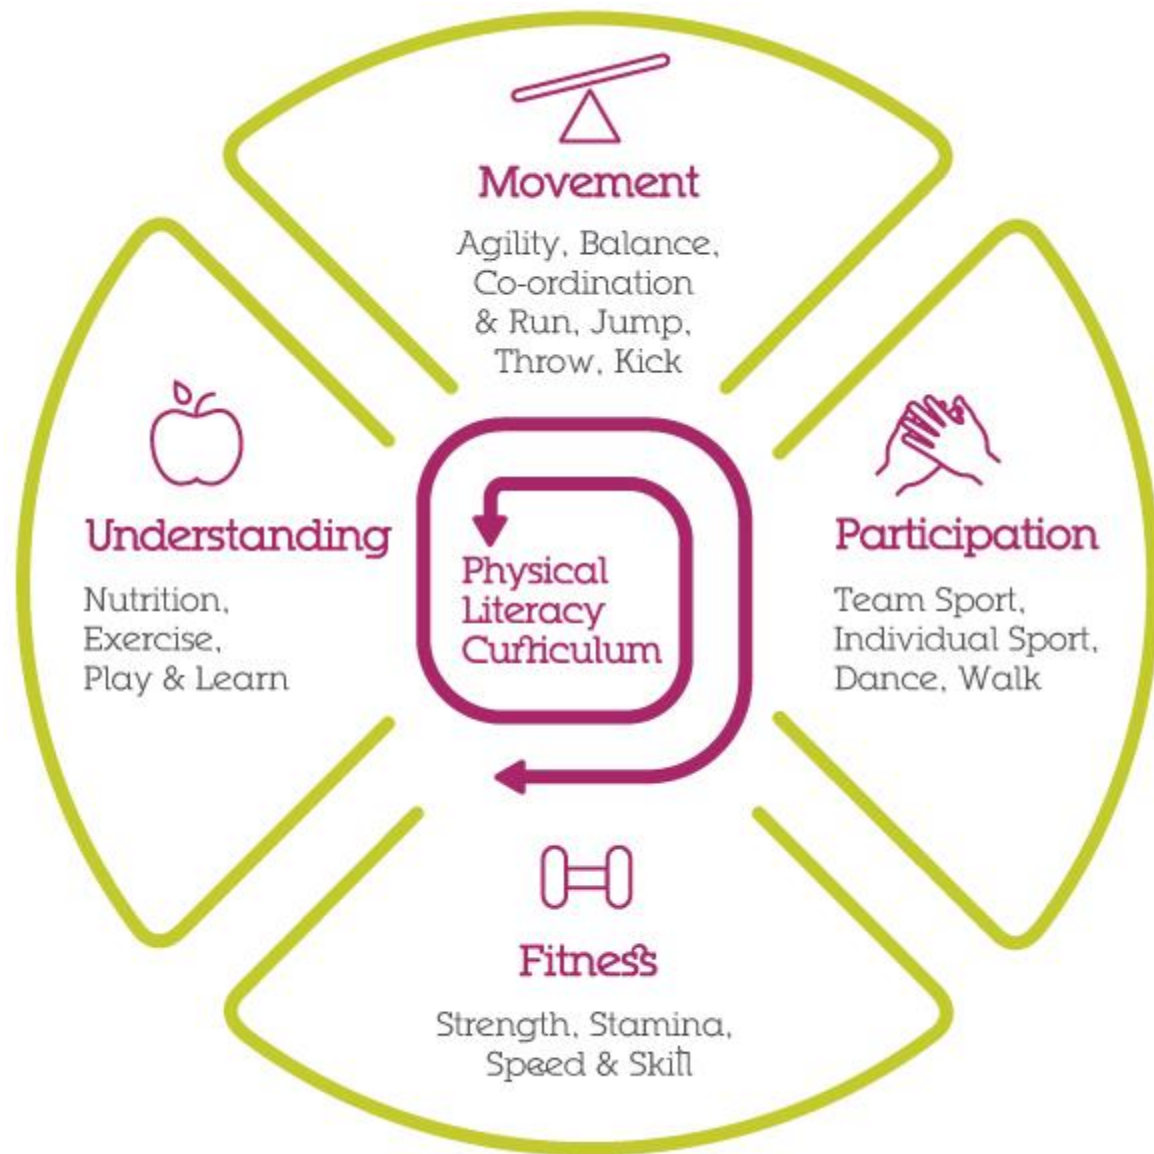 Movement
Agility, Balance,
Co-ordination
& Run, Jump,
Throw, Kick
Understanding
Nutrition,
Exercise,
Play & Learn
Physical
Literacy
Curriculum
Participation
Team Sport,
Individual Sport,
Dance, Walk
Fitness
Strength, Stamina,
Speed & Skill